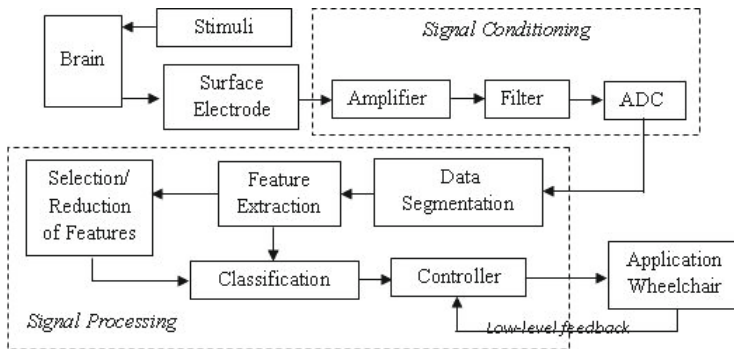 Stimuli
Signal Conditioning
Brain
Surface
Electrode
Amplifier
Filter
ADC
Selection/
Reduction
of Features
Feature
Extraction
Data
Segmentation
Classification
Controller
Application
Wheelchair
Signal Processing
Low-level feedback